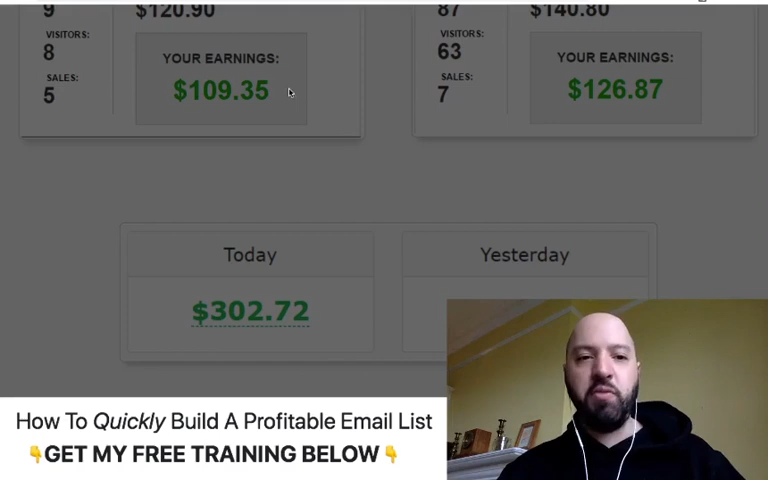 9
$120.90
87
$140.80
VISITORS:
8
YOUR EARNINGS:
VISITORS:
63
YOUR EARNINGS:
SALES:
5
$109.35
SALES:
7
$126.87
Today
Yesterday
$302.72
How To Quickly Build A Profitable Email List
👇GET MY FREE TRAINING BELOW👇